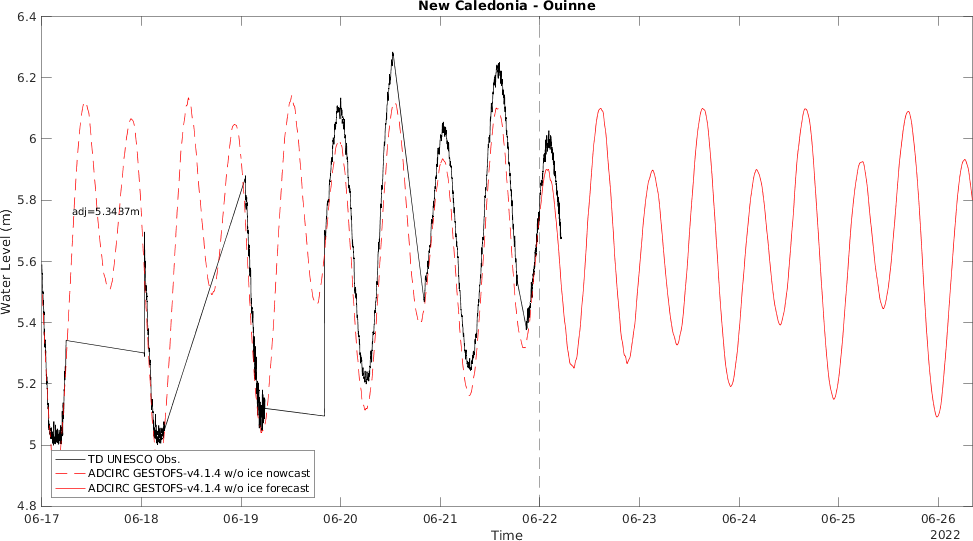 New Caledonia - Ouinne
6.4
6.2
6
5.8
5.6
5.4
5.2
5
4.8
Water Level (m)
adj=5.3437m
TD UNESCO Obs.
ADCIRC GESTOFS-v4.1.4 w/o ice nowcast
ADCIRC GESTOFS-v4.1.4 w/o ice forecast
06-17 06-18 06-19 06-20 06-21 06-22 06-23 06-24 06-25 06-26
2022
Time